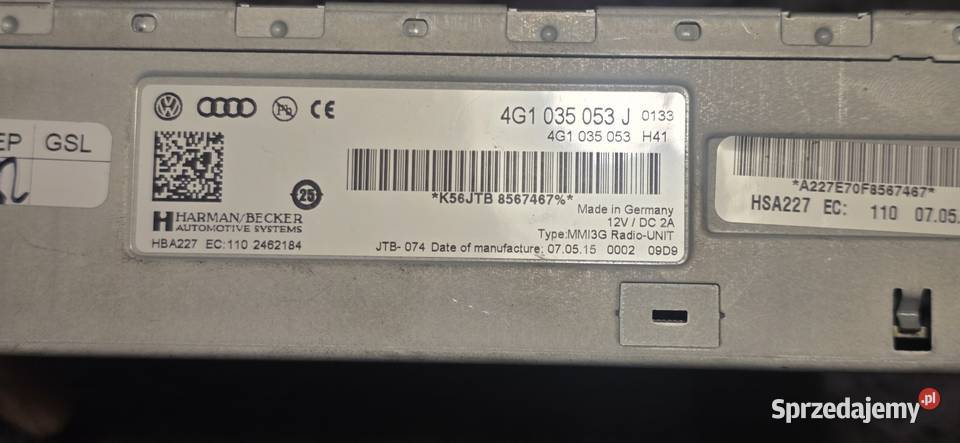 EP GSL
4G1 035 053 J 0133
4G1 035 053 H41
*K56JTB 8567467%*
25
HARMAN/BECKER
AUTOMOTIVE SYSTEMS
HBA227 EC:110 2462184
Made in Germany
12V / DC 2A
Type:MMI3G Radio-UNIT
JTB- 074 Date of manufacture: 07.05.15 0002 09D9
*A227E70F8567467*
HSA227 EC: 110 07.05.
Sprzedajemy.pl